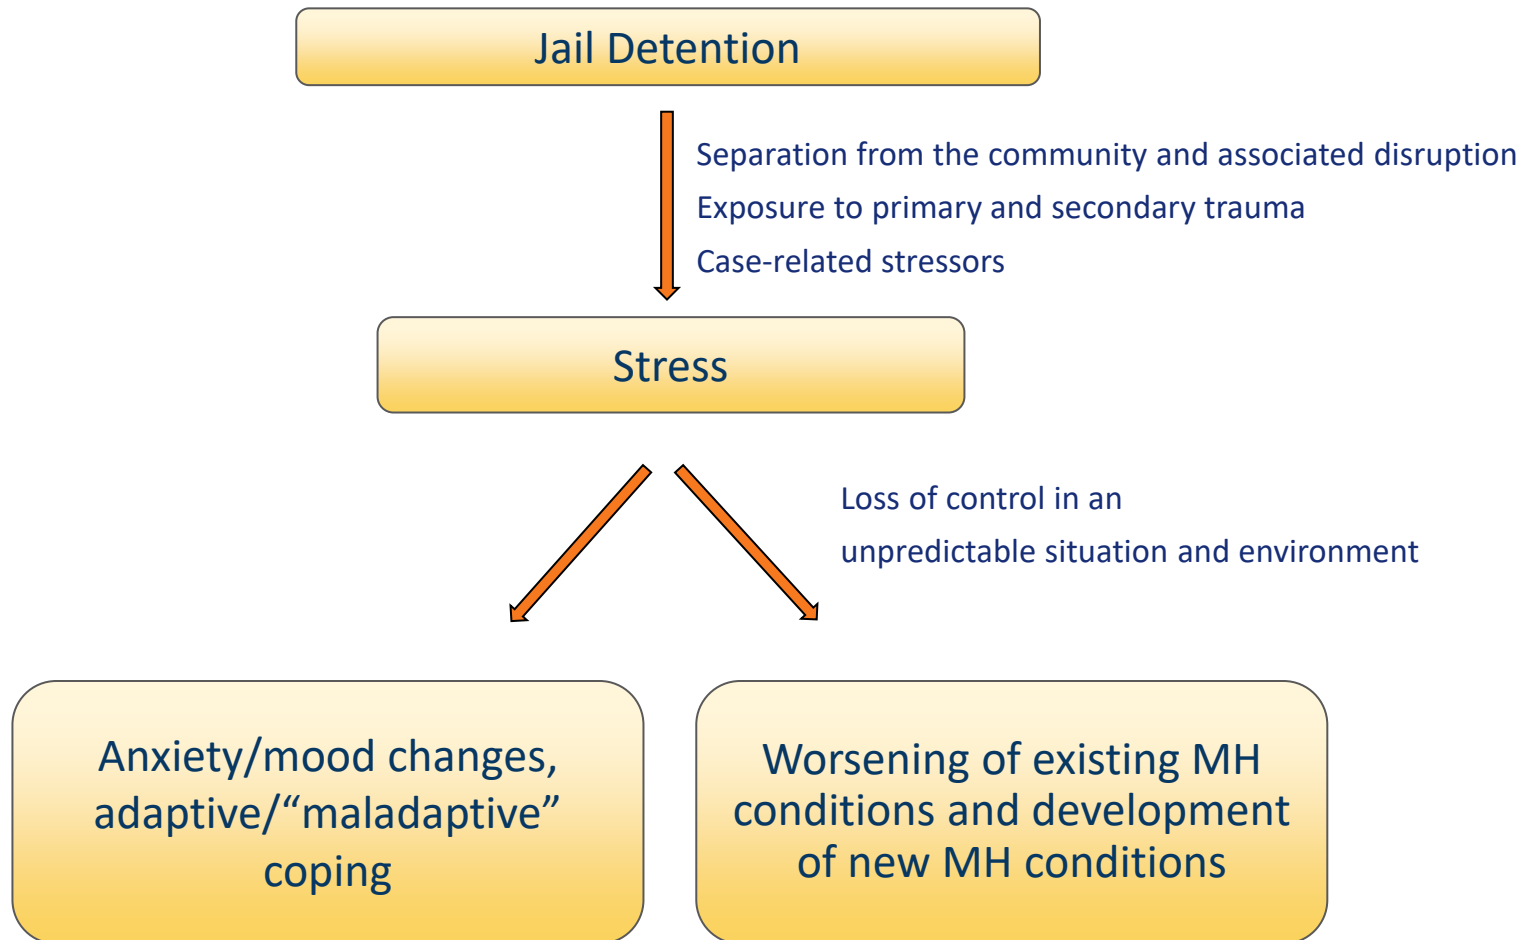 Jail Detention
Separation from the community and associated disruption
Exposure to primary and secondary trauma
Case-related stressors
Stress
Loss of control in an
unpredictable situation and environment
Anxiety/mood changes,
adaptive/“maladaptive”
coping
Worsening of existing MH
conditions and development
of new MH conditions